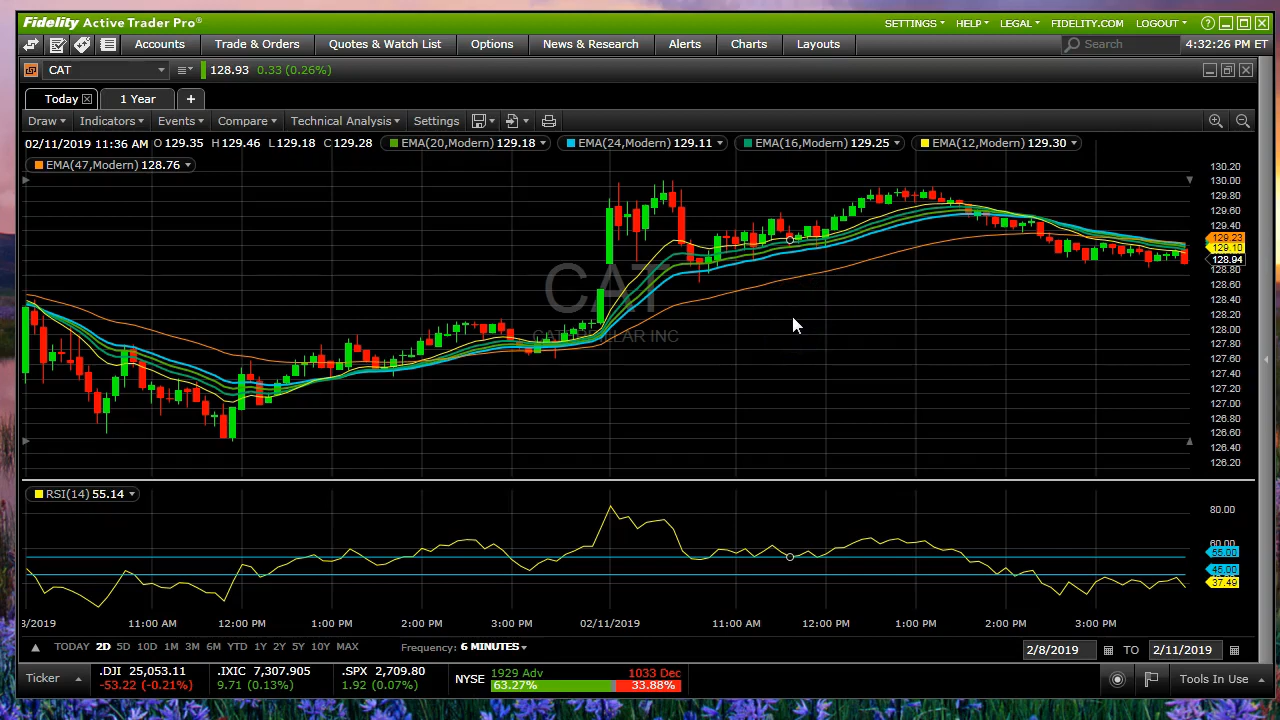 Fidelity Active Trader Pro® SETTINGS HELP LEGAL FIDELITY.COM LOGOUT ?
Accounts Trade & Orders Quotes & Watch List Options News & Research Alerts Charts Layouts Search 4:32:26 PM ET
CAT 128.93 0.33 (0.26%)
Today 1 Year +
Draw Indicators Events Compare Technical Analysis Settings
02/11/2019 11:36 AM O 129.35 H 129.46 L 129.18 C 129.28 EMA(20,Modern) 129.18 EMA(24,Modern) 129.11 EMA(16,Modern) 129.25 EMA(12,Modern) 129.30
EMA(47,Modern) 128.76
130.20
130.00
129.80
129.60
129.40
129.23
129.10
128.94
128.80
128.60
128.40
128.20
128.00
127.80
127.60
127.40
127.20
127.00
126.80
126.60
126.40
126.20
CAT
CATERPILLAR INC
RSI(14) 55.14
80.00
60.00
55.00
45.00
37.49
3/2019 11:00 AM 12:00 PM 1:00 PM 2:00 PM 3:00 PM 02/11/2019 11:00 AM 12:00 PM 1:00 PM 2:00 PM 3:00 PM
TODAY 2D 5D 10D 1M 3M 6M YTD 1Y 2Y 5Y 10Y MAX Frequency: 6 MINUTES 2/8/2019 TO 2/11/2019
Ticker .DJI 25,053.11 .IXIC 7,307.905 .SPX 2,709.80 NYSE 1929 Adv 1033 Dec Tools In Use
-53.22 (-0.21%) 9.71 (0.13%) 1.92 (0.07%) 63.27% 33.88%